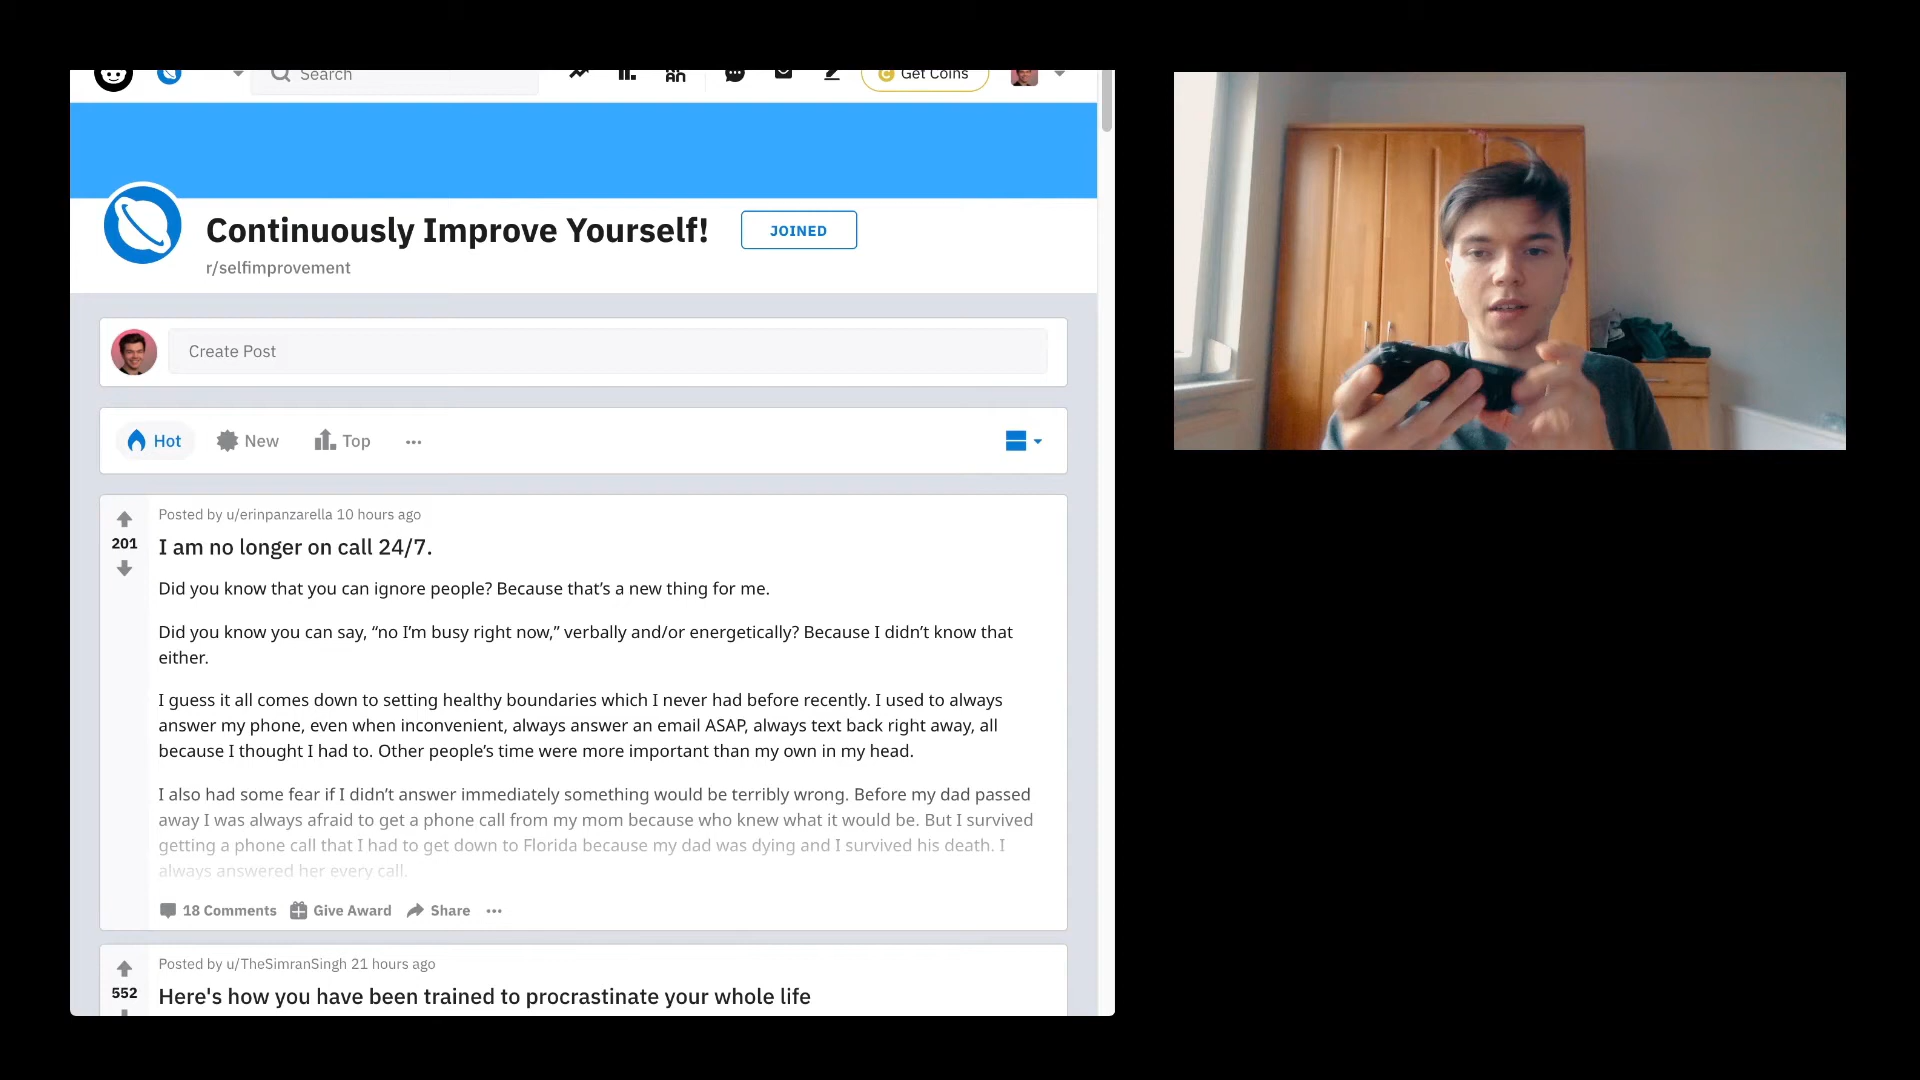 Search
Get Coins
Continuously Improve Yourself!
JOINED
r/selfimprovement
Create Post
Hot
New
Top
Posted by u/erinpanzarella 10 hours ago
201
I am no longer on call 24/7.
Did you know that you can ignore people? Because that’s a new thing for me.
Did you know you can say, “no I’m busy right now,” verbally and/or energetically? Because I didn’t know that
either.
I guess it all comes down to setting healthy boundaries which I never had before recently. I used to always
answer my phone, even when inconvenient, always answer an email ASAP, always text back right away, all
because I thought I had to. Other people’s time were more important than my own in my head.
I also had some fear if I didn’t answer immediately something would be terribly wrong. Before my dad passed
away I was always afraid to get a phone call from my mom because who knew what it would be. But I survived
getting a phone call that I had to get down to Florida because my dad was dying and I survived his death. I
always answered her every call.
18 Comments
Give Award
Share
Posted by u/TheSimranSingh 21 hours ago
552
Here's how you have been trained to procrastinate your whole life